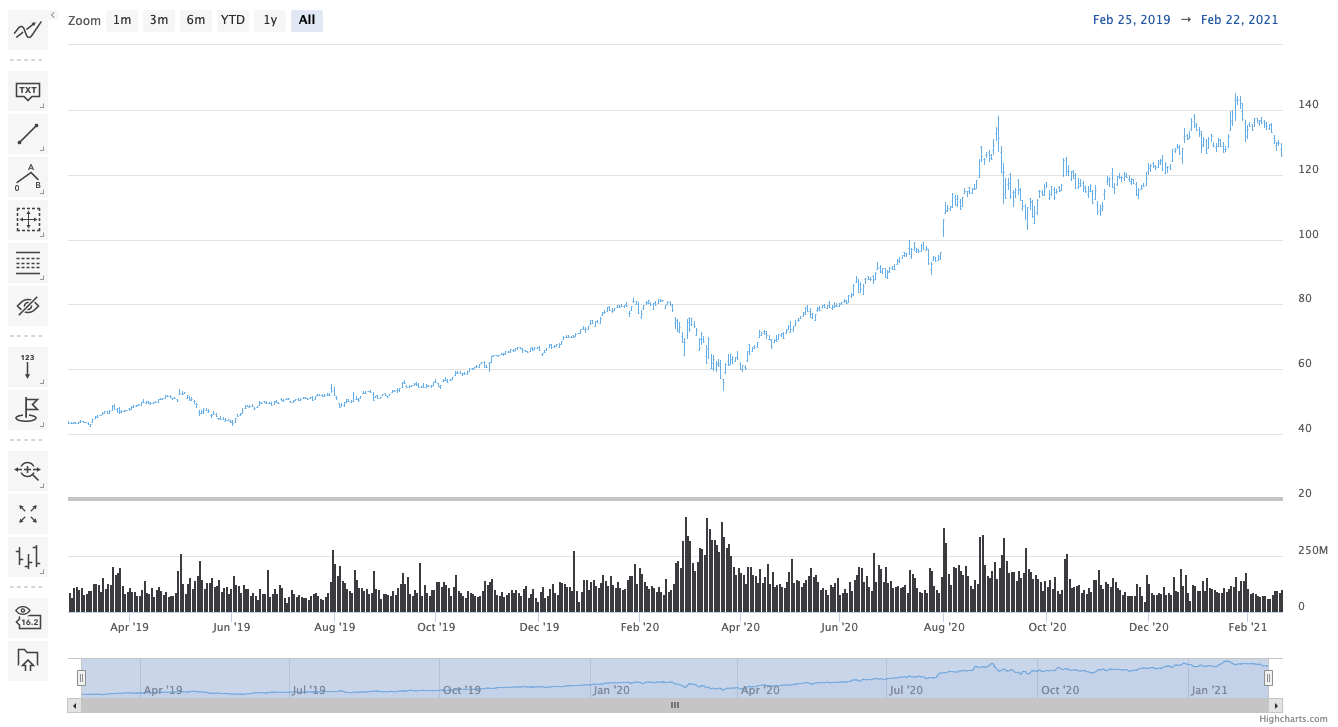 Zoom 1m 3m 6m YTD 1y All Feb 25, 2019 → Feb 22, 2021
TXT
A
0 B
123
16.2
140
120
100
80
60
40
20
250M
0
Apr '19 Jun '19 Aug '19 Oct '19 Dec '19 Feb '20 Apr '20 Jun '20 Aug '20 Oct '20 Dec '20 Feb '21
Apr '19 Jul '19 Oct '19 Jan '20 Apr '20 Jul '20 Oct '20 Jan '21
Highcharts.com